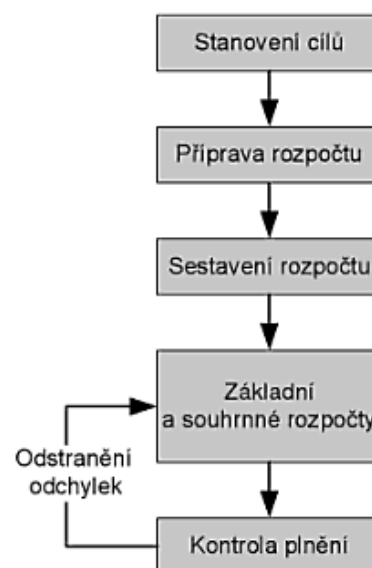 Stanovení cílů
Příprava rozpočtu
Sestavení rozpočtu
Základní
a souhrnné rozpočty
Odstranění
odchylek
Kontrola plnění